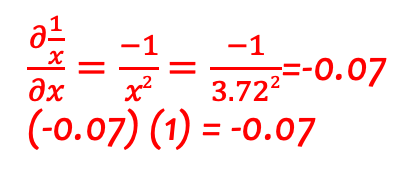 ∂(1/x)/∂x = −1/x² = −1/3.72² =-0.07
(-0.07) (1) = -0.07